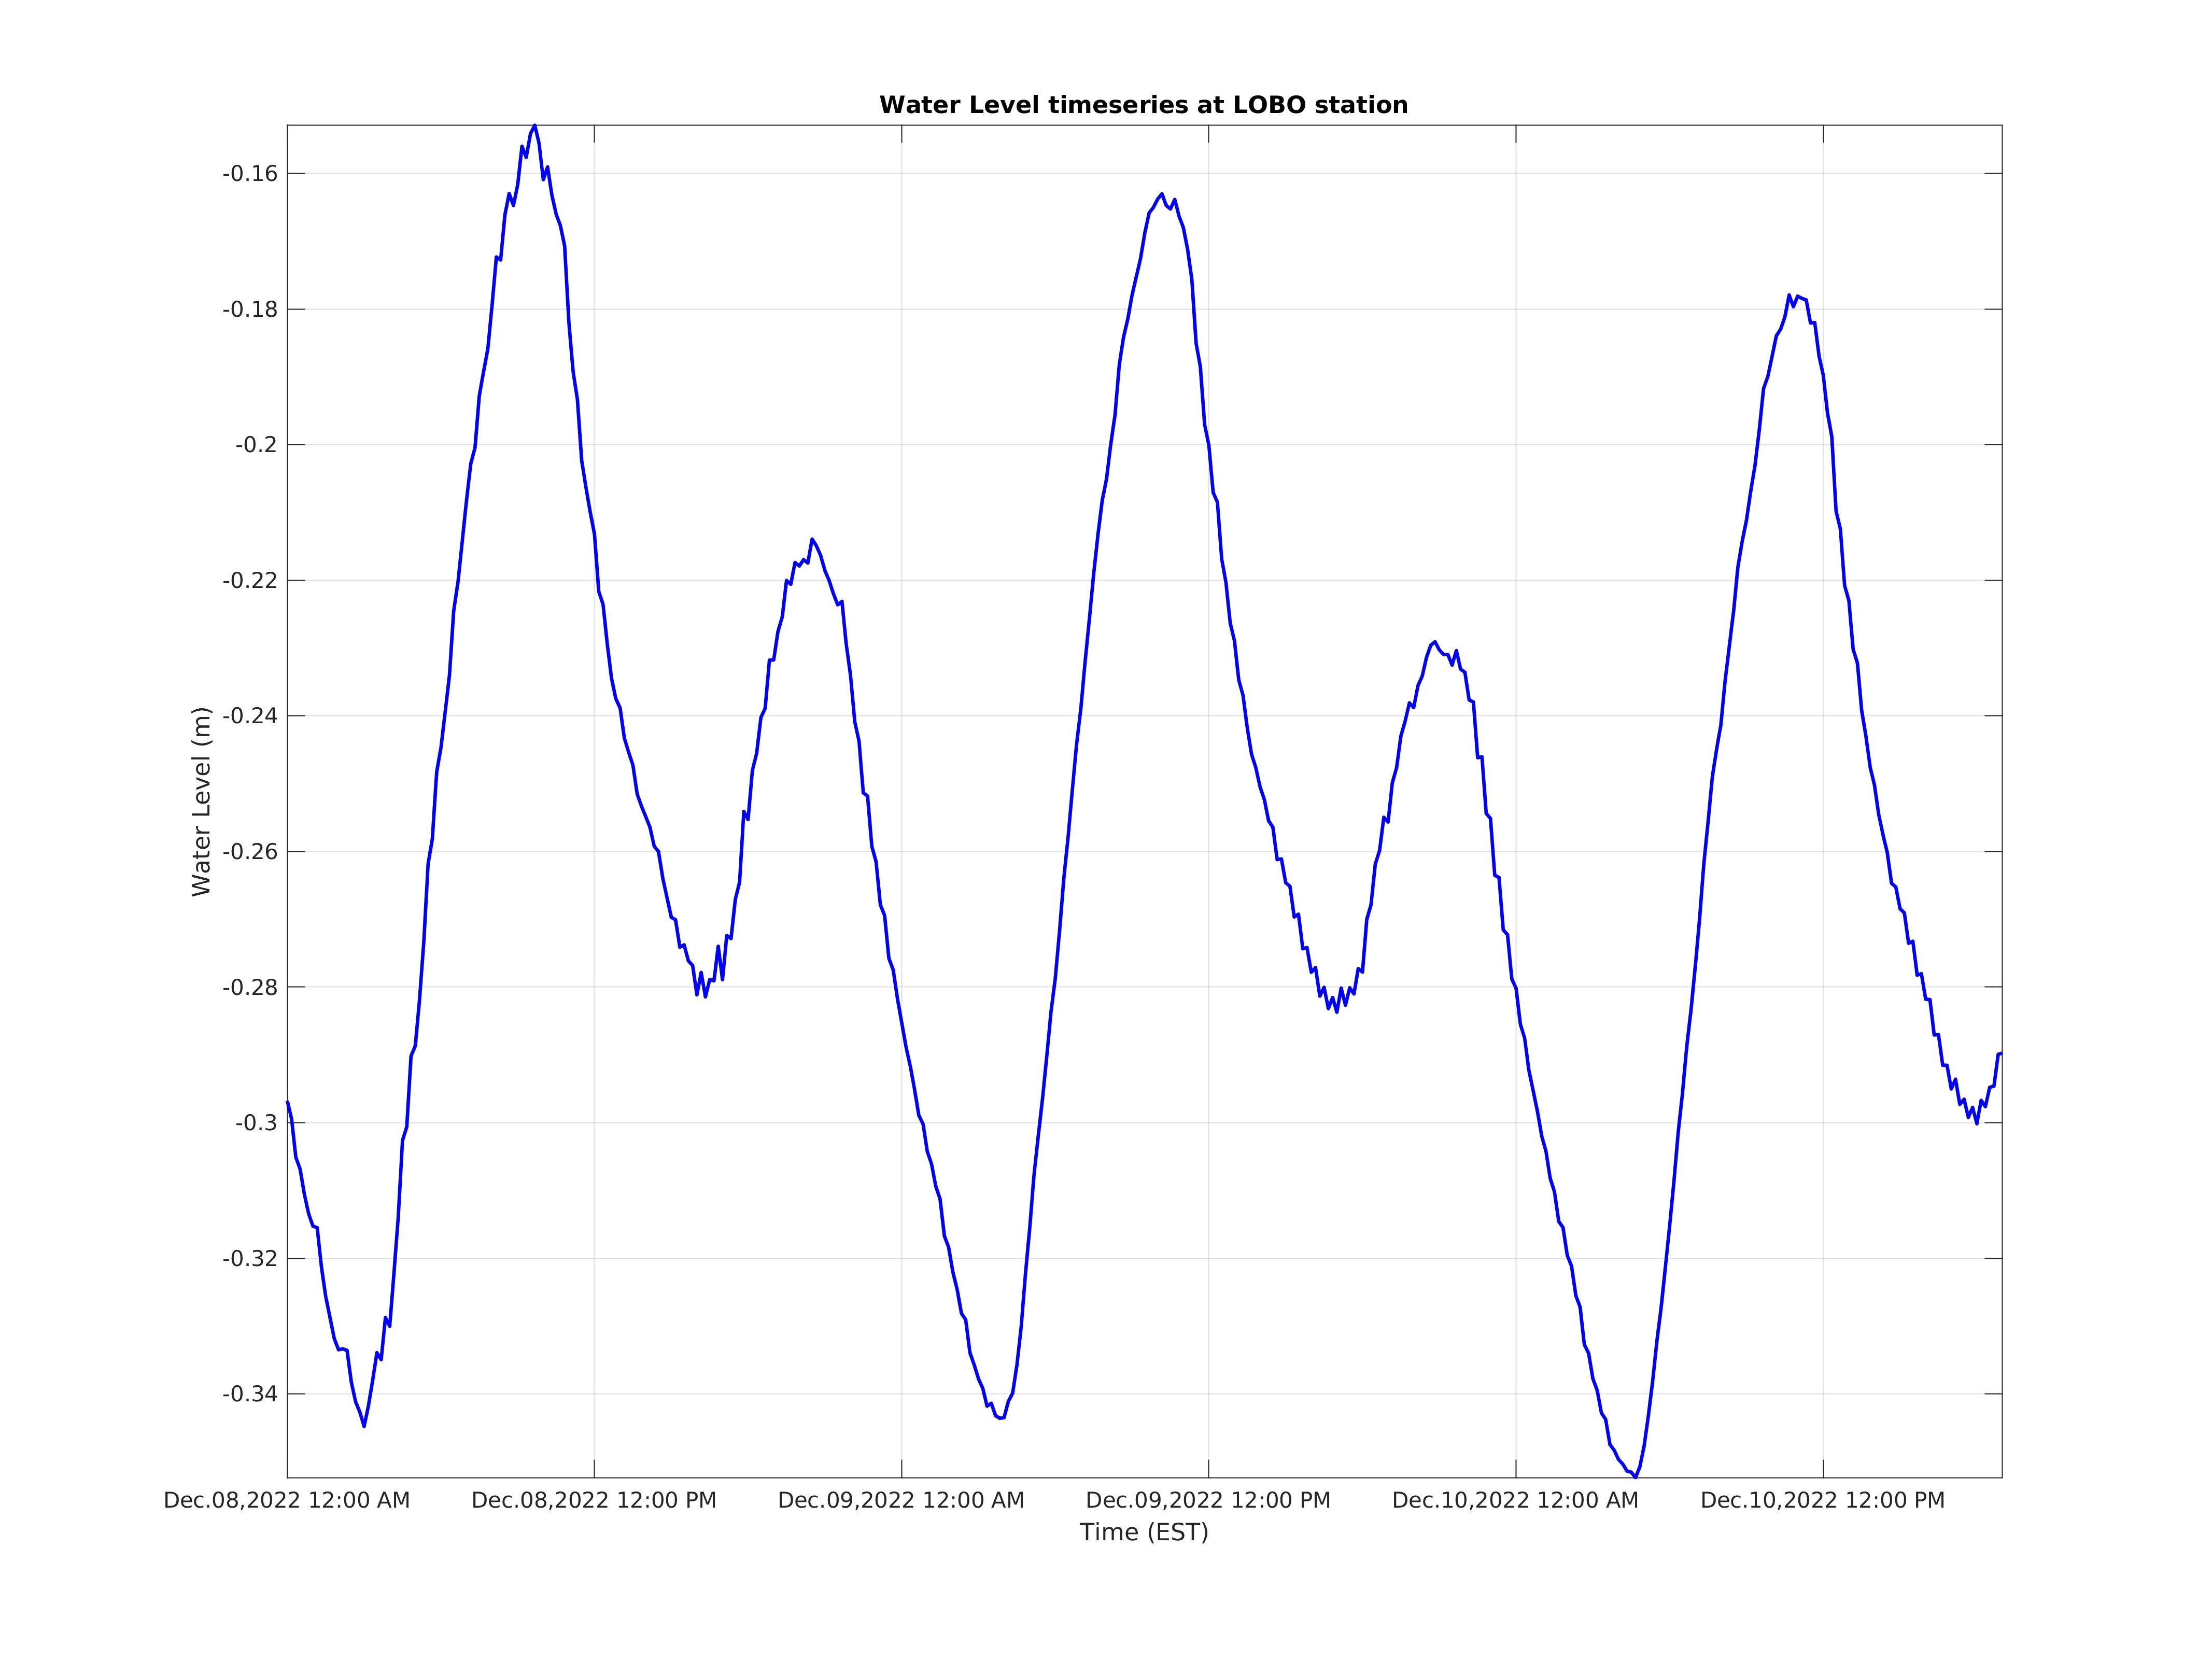 Water Level timeseries at LOBO station
-0.16
-0.18
-0.2
-0.22
-0.24
-0.26
-0.28
-0.3
-0.32
-0.34
Water Level (m)
Dec.08,2022 12:00 AM
Dec.08,2022 12:00 PM
Dec.09,2022 12:00 AM
Dec.09,2022 12:00 PM
Dec.10,2022 12:00 AM
Dec.10,2022 12:00 PM
Time (EST)